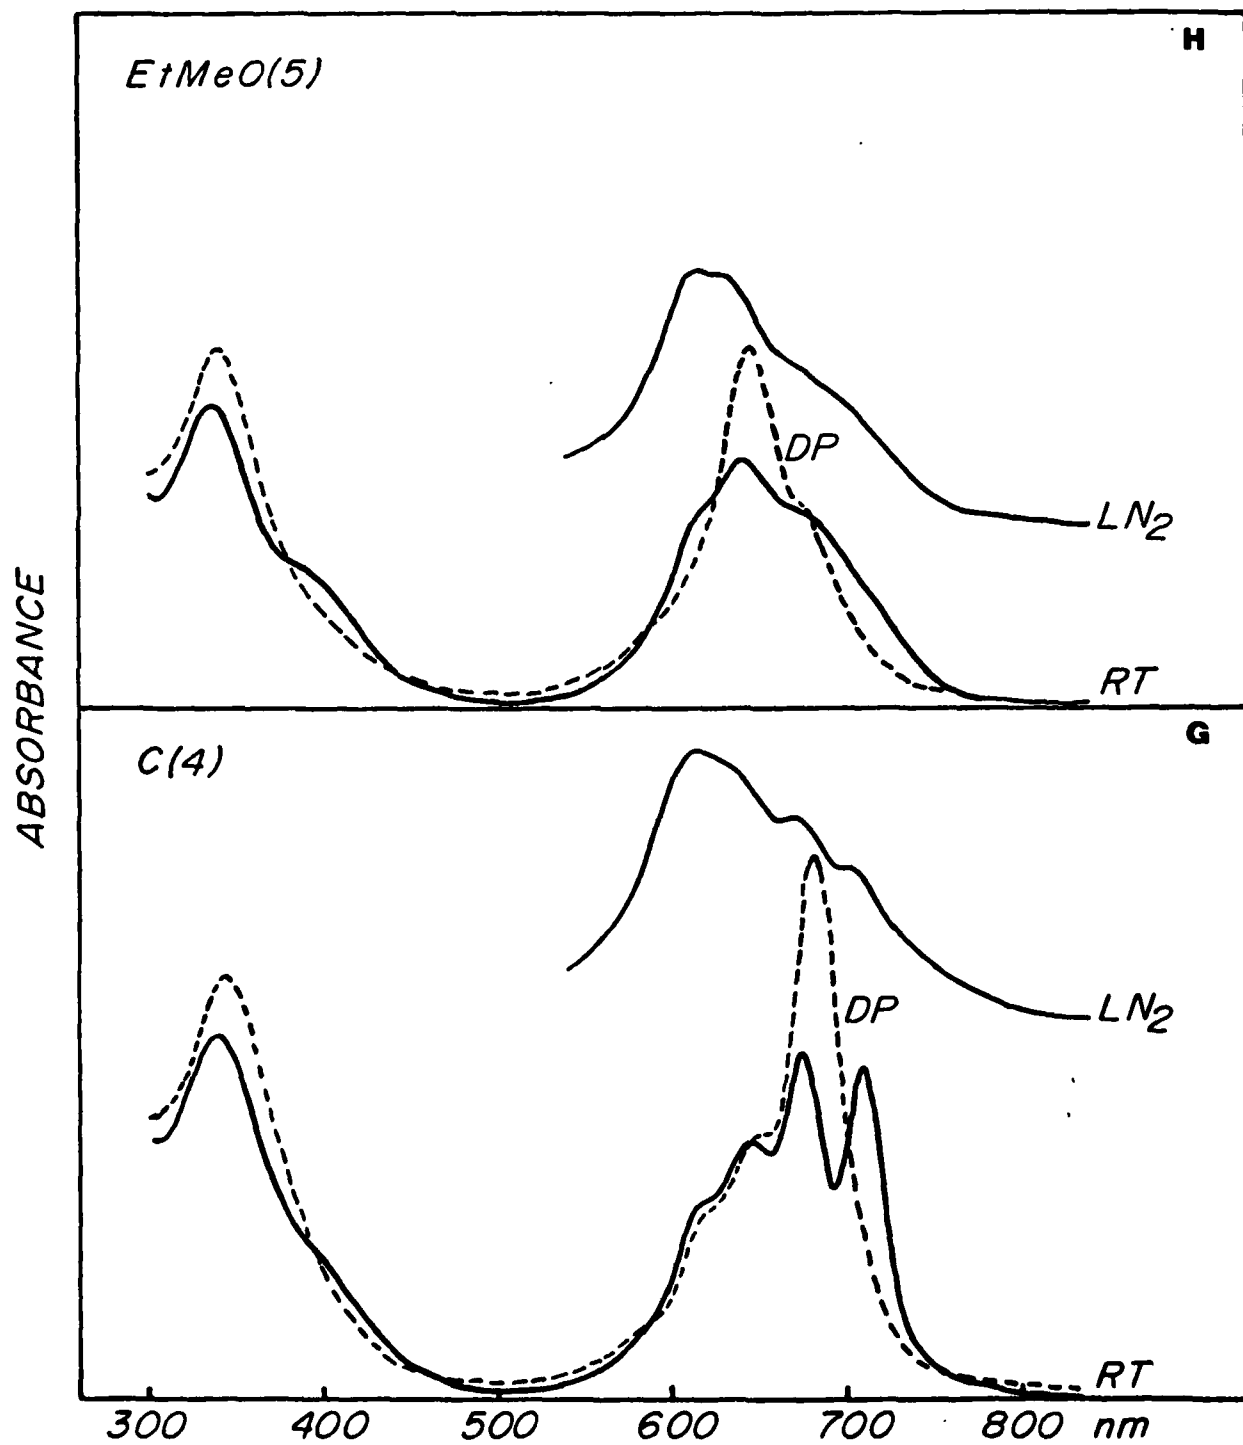 H
EtMeO(5)
DP
LN2
RT
ABSORBANCE
G
C(4)
DP
LN2
RT
300 400 500 600 700 800 nm